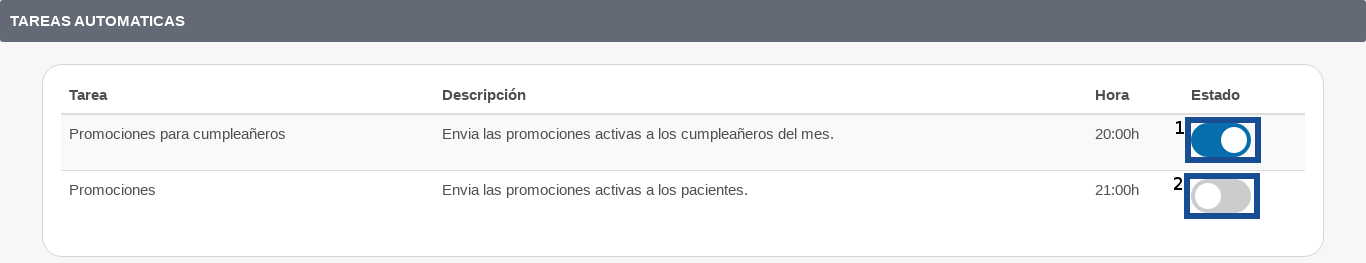 TAREAS AUTOMATICAS
Tarea Descripción Hora Estado
Promociones para cumpleañeros Envia las promociones activas a los cumpleañeros del mes. 20:00h 1
Promociones Envia las promociones activas a los pacientes. 21:00h 2